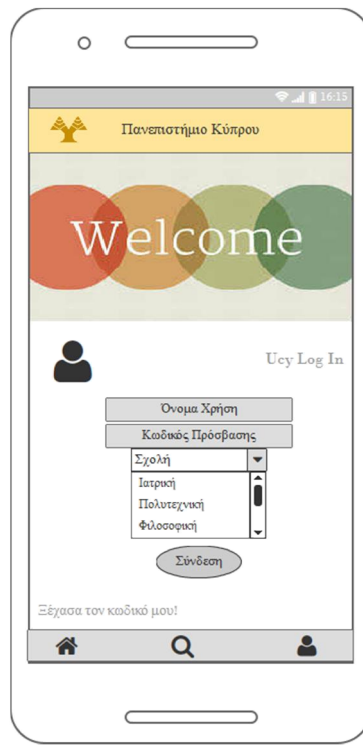 16:15
Πανεπιστήμιο Κύπρου
Welcome
Ucy Log In
Όνομα Χρήση
Κωδικός Πρόσβασης
Σχολή
Ιατρική
Πολυτεχνική
Φιλοσοφική
Σύνδεση
Ξέχασα τον κωδικό μου!